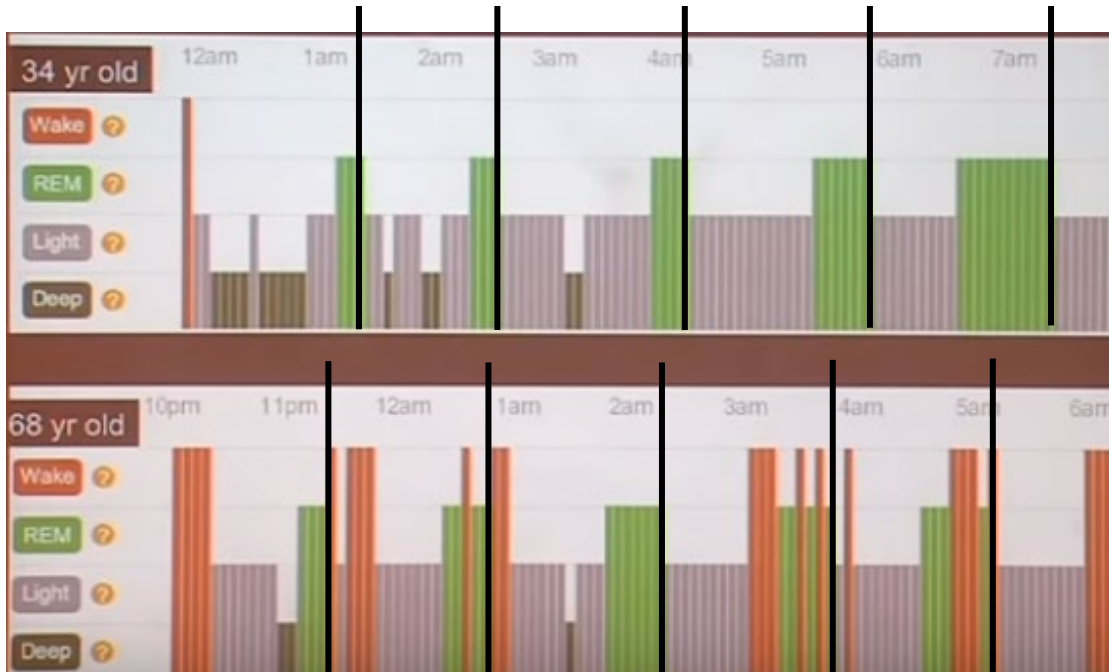 34 yr old
12am 1am 2am 3am 4am 5am 6am 7am
Wake ?
REM ?
Light ?
Deep ?
68 yr old
10pm 11pm 12am 1am 2am 3am 4am 5am 6am
Wake ?
REM ?
Light ?
Deep ?